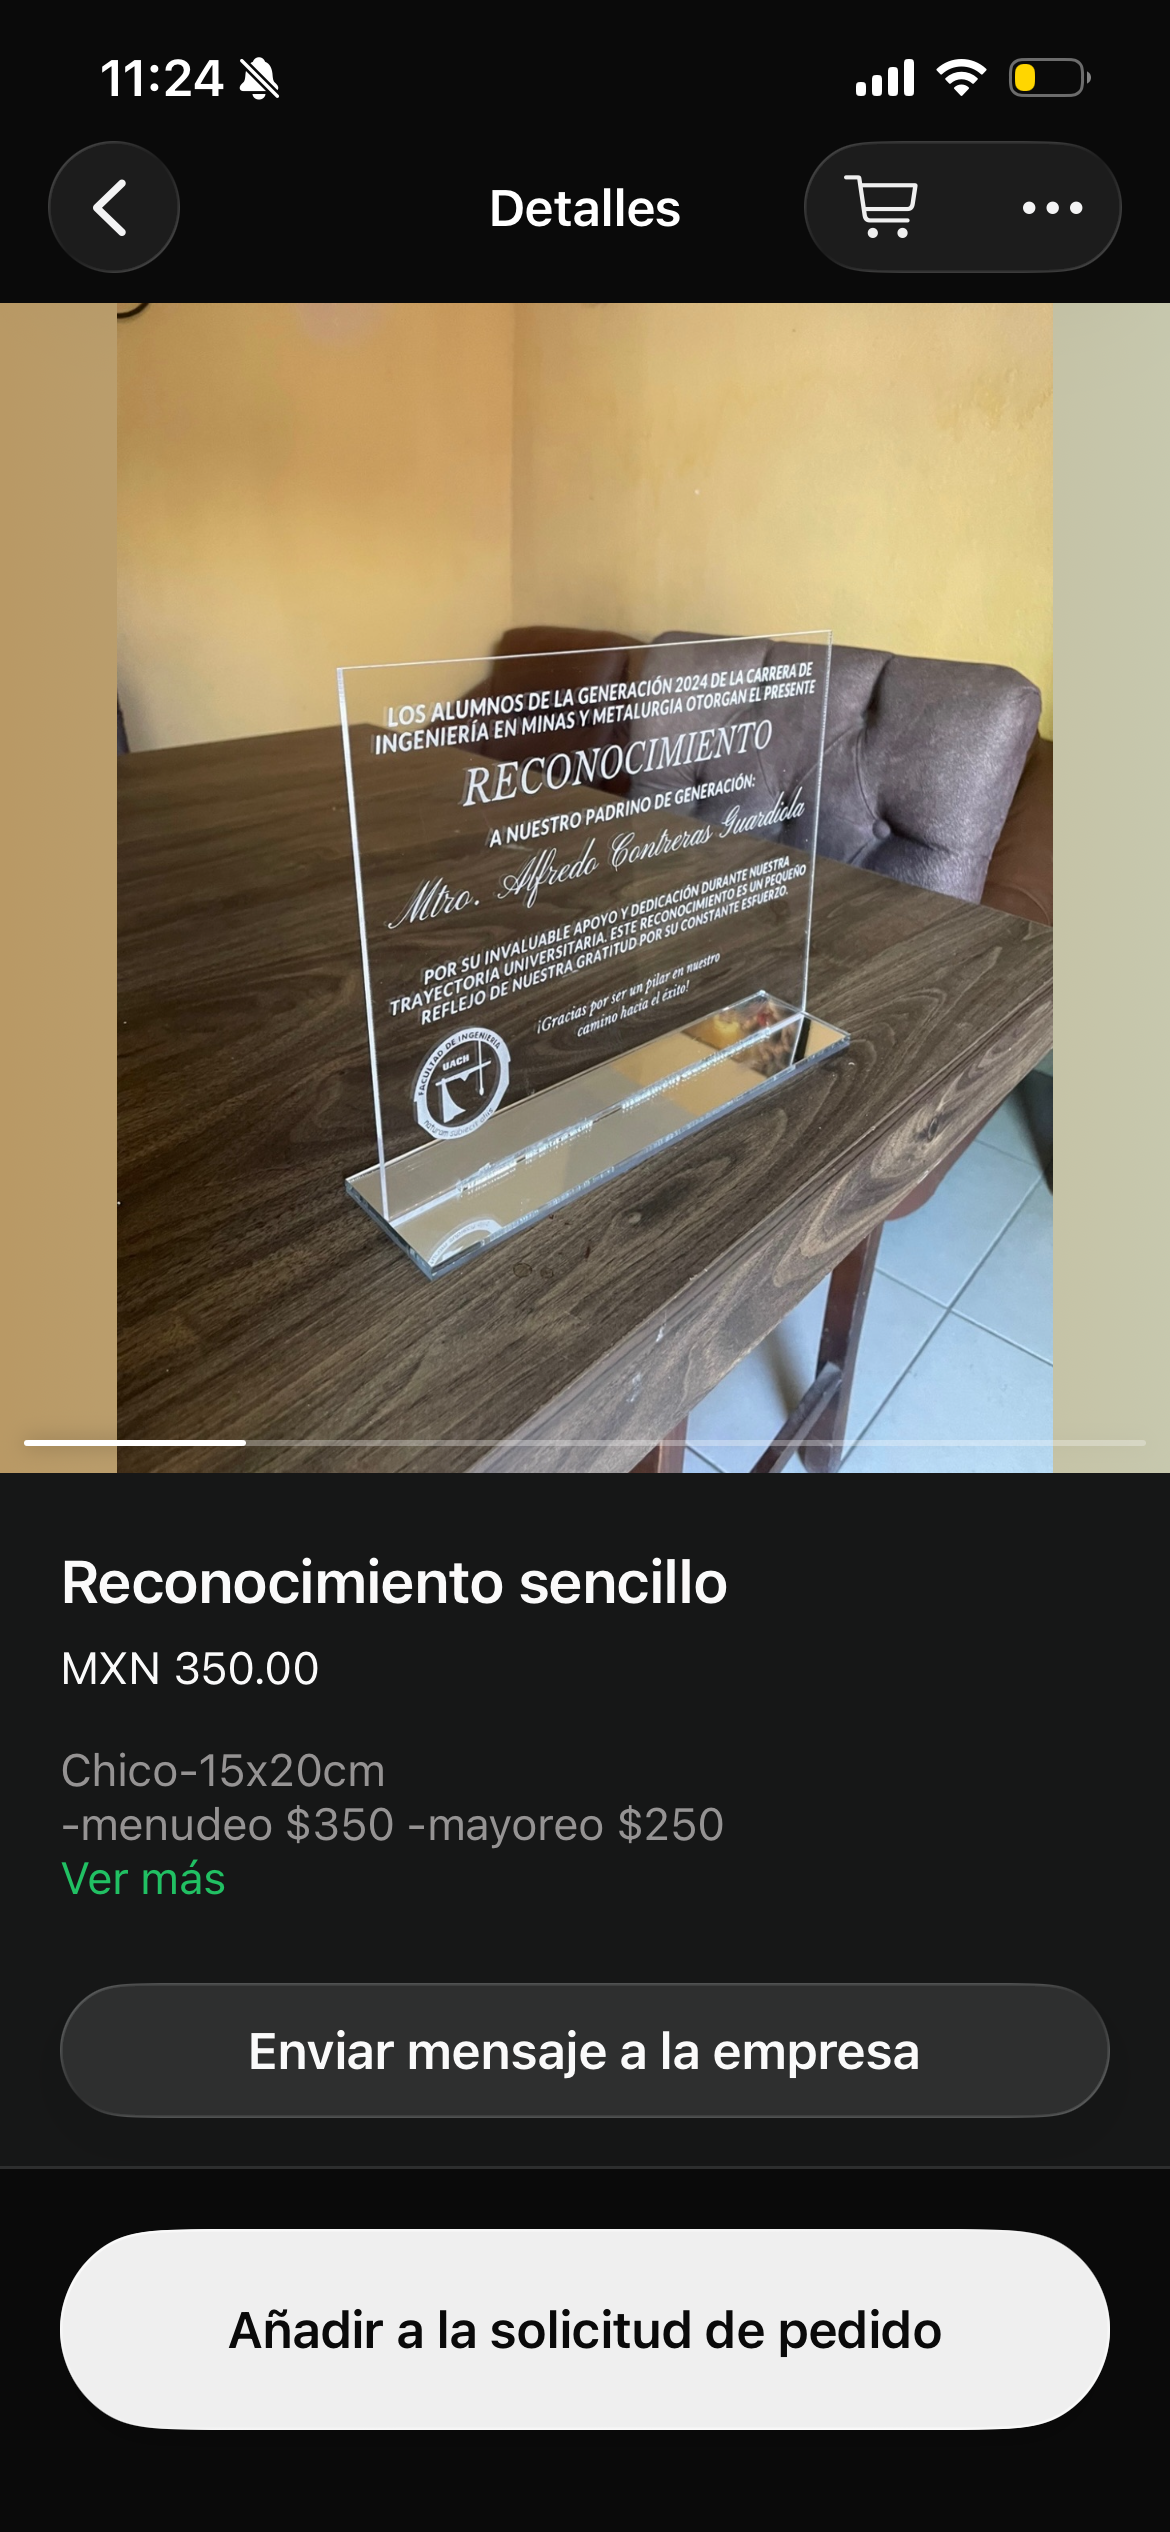 11:24
Detalles
LOS ALUMNOS DE LA GENERACIÓN 2024 DE LA CARRERA DE
INGENIERÍA EN MINAS Y METALURGIA OTORGAN EL PRESENTE
RECONOCIMIENTO
A NUESTRO PADRINO DE GENERACIÓN:
Mtro. Alfredo Contreras Guardiola
POR SU INVALUABLE APOYO Y DEDICACIÓN DURANTE NUESTRA
TRAYECTORIA UNIVERSITARIA. ESTE RECONOCIMIENTO ES UN PEQUEÑO
REFLEJO DE NUESTRA GRATITUD POR SU CONSTANTE ESFUERZO.
¡Gracias por ser un pilar en nuestro
camino hacia el éxito!
FACULTAD DE INGENIERÍA
UACH
Reconocimiento sencillo
MXN 350.00
Chico-15x20cm
-menudeo $350 -mayoreo $250
Ver más
Enviar mensaje a la empresa
Añadir a la solicitud de pedido